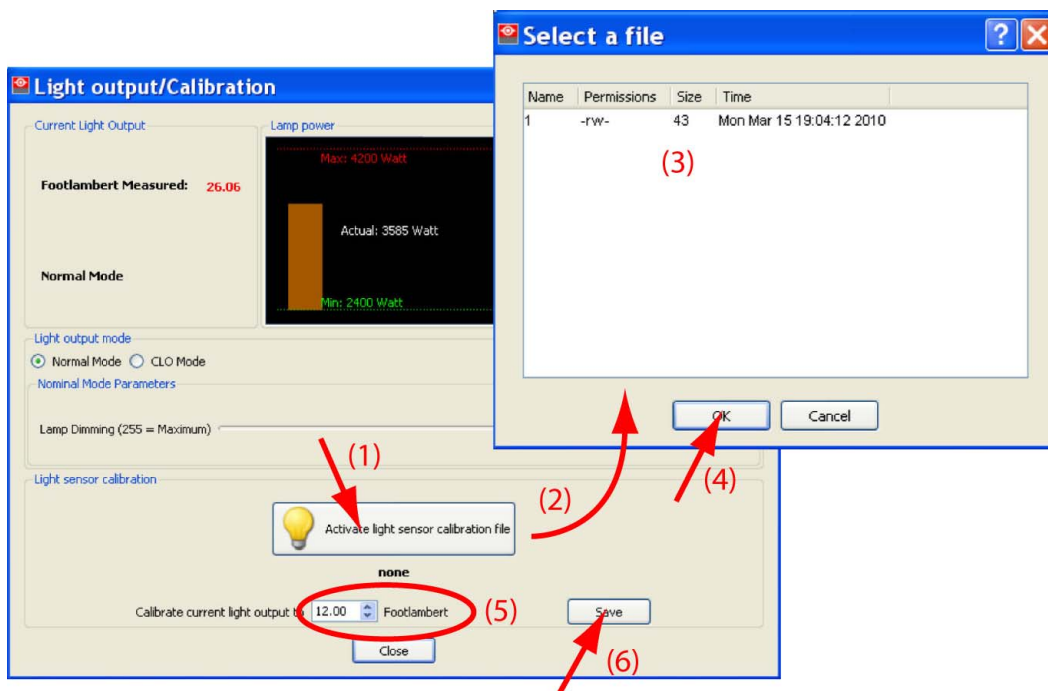 Select a file
Name Permissions Size Time
1 -rw- 43 Mon Mar 15 19:04:12 2010
(3)
OK Cancel
(4)
Light output/Calibration
Current Light Output
Footlambert Measured: 26.06
Normal Mode
Lamp power
Max: 4200 Watt
Actual: 3585 Watt
Min: 2400 Watt
Light output mode
Normal Mode CLO Mode
Nominal Mode Parameters
Lamp Dimming (255 = Maximum)
(1)
(2)
Light sensor calibration
Activate light sensor calibration file
none
Calibrate current light output to 12.00 Footlambert
(5)
Save
(6)
Close